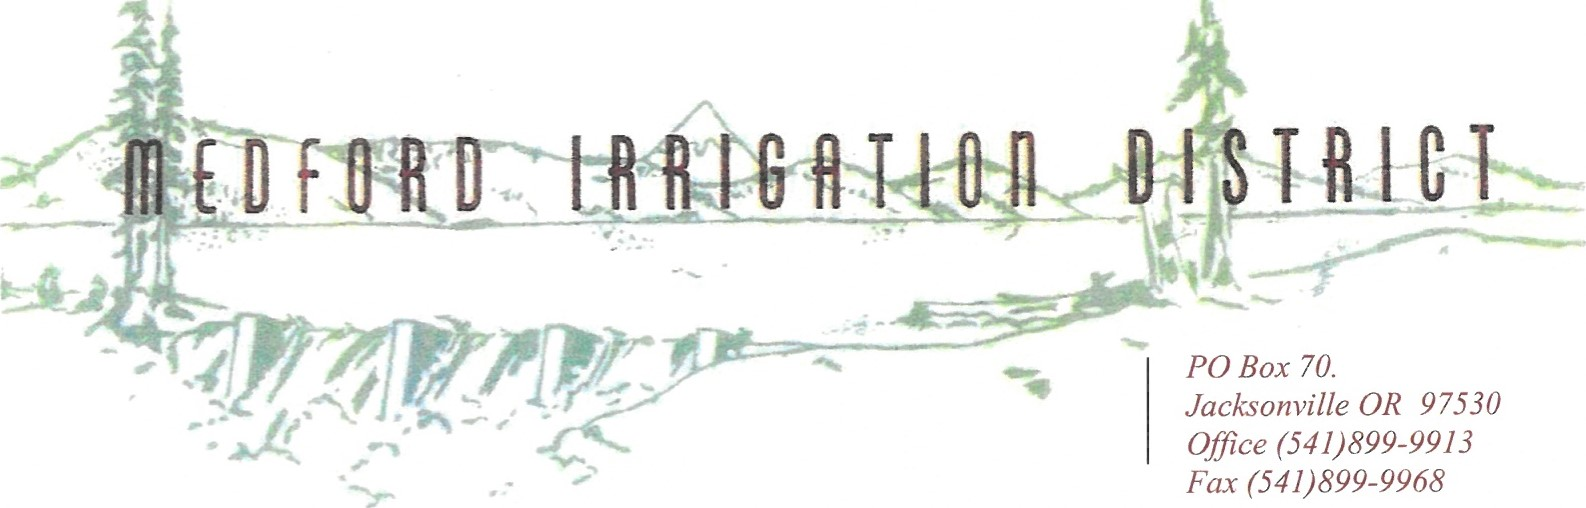 MEDFORD IRRIGATION DISTRICT
PO Box 70.
Jacksonville OR 97530
Office (541)899-9913
Fax (541)899-9968